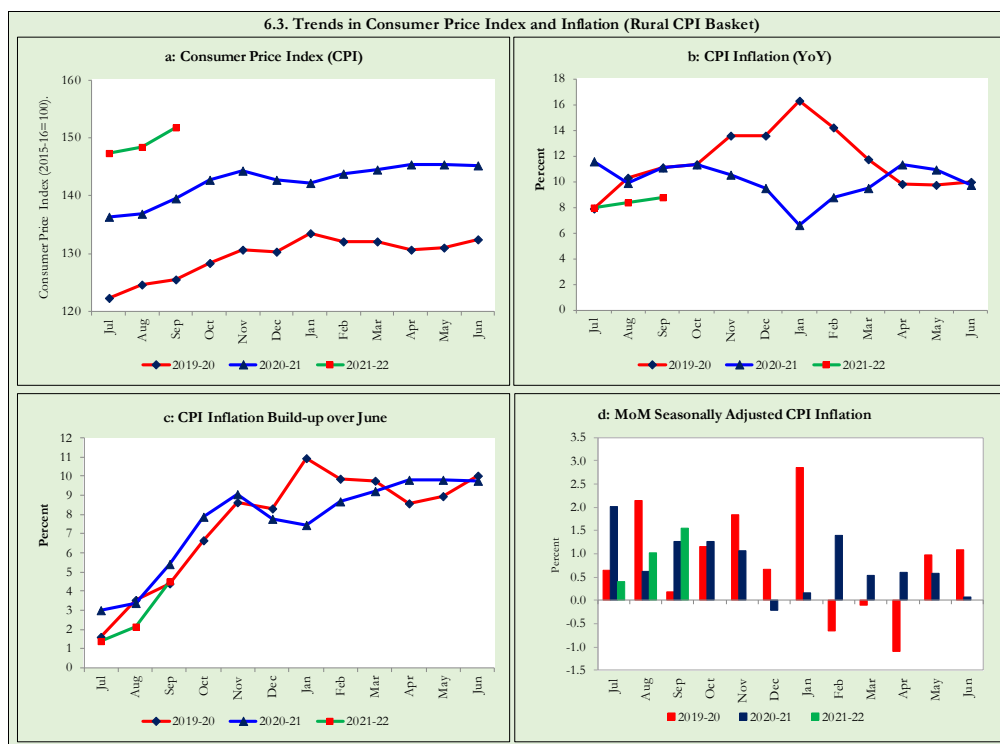 6.3. Trends in Consumer Price Index and Inflation (Rural CPI Basket)
a: Consumer Price Index (CPI)
Consumer Price Index (2015-16=100).
160
150
140
130
120
Jul Aug Sep Oct Nov Dec Jan Feb Mar Apr May Jun
2019-20 2020-21 2021-22
b: CPI Inflation (YoY)
Percent
18
16
14
12
10
8
6
4
2
0
Jul Aug Sep Oct Nov Dec Jan Feb Mar Apr May Jun
2019-20 2020-21 2021-22
c: CPI Inflation Build-up over June
Percent
12
11
10
9
8
7
6
5
4
3
2
1
0
Jul Aug Sep Oct Nov Dec Jan Feb Mar Apr May Jun
2019-20 2020-21 2021-22
d: MoM Seasonally Adjusted CPI Inflation
Percent
3.5
3.0
2.5
2.0
1.5
1.0
0.5
0.0
-0.5
-1.0
-1.5
Jul Aug Sep Oct Nov Dec Jan Feb Mar Apr May Jun
2019-20 2020-21 2021-22